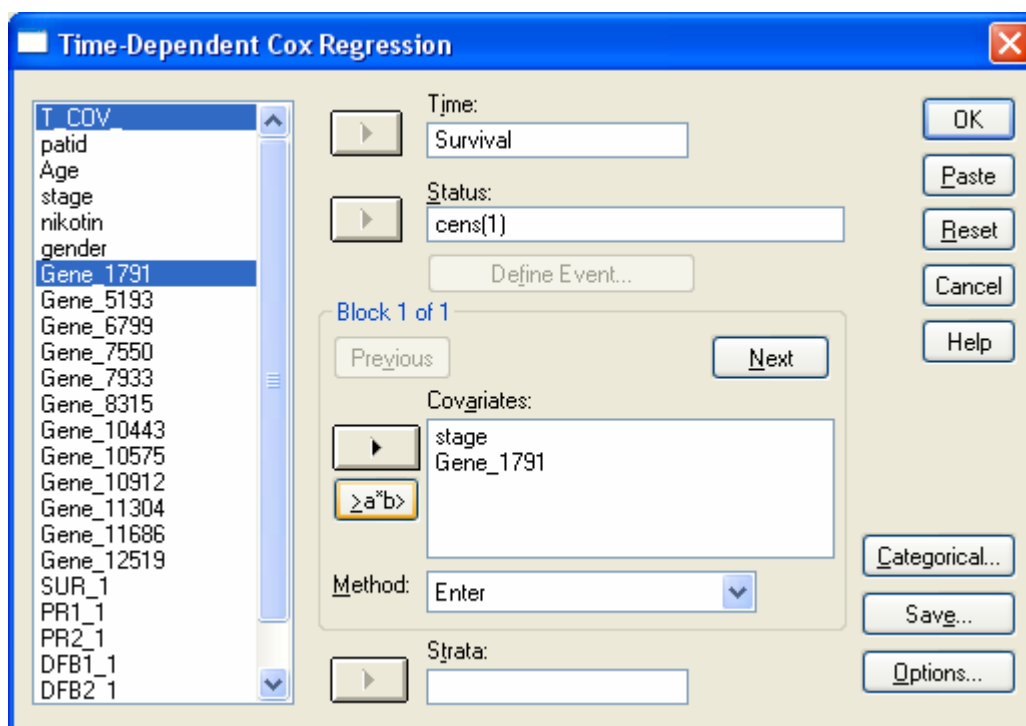 Time-Dependent Cox Regression
T_COV_
patid
Age
stage
nikotin
gender
Gene_1791
Gene_5193
Gene_6799
Gene_7550
Gene_7933
Gene_8315
Gene_10443
Gene_10575
Gene_10912
Gene_11304
Gene_11686
Gene_12519
SUR_1
PR1_1
PR2_1
DFB1_1
DFB2_1
Time:
Survival
Status:
cens(1)
Define Event...
Block 1 of 1
Previous
Next
Covariates:
stage
Gene_1791
>a*b>
Method:
Enter
Strata:
OK
Paste
Reset
Cancel
Help
Categorical...
Save...
Options...